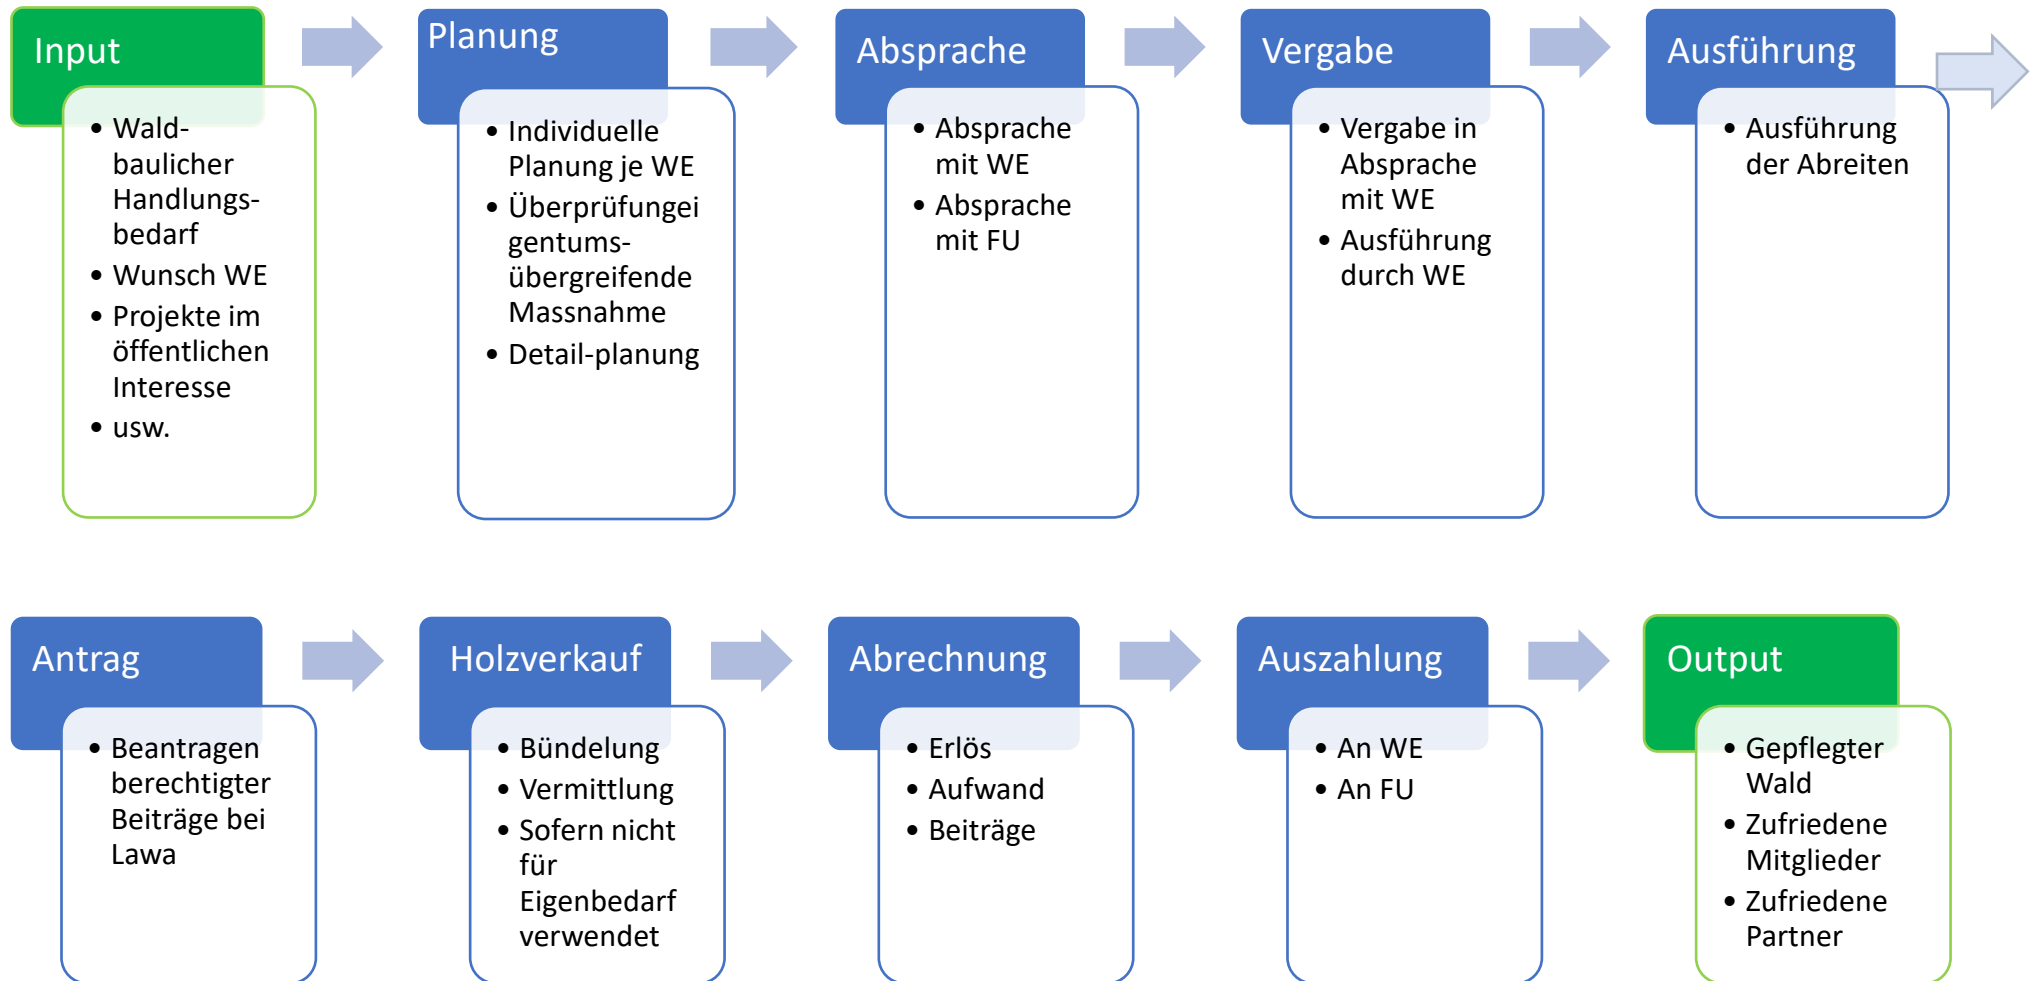 Input
• Wald-
baulicher
Handlungs-
bedarf
• Wunsch WE
• Projekte im
öffentlichen
Interesse
• usw.
Planung
• Individuelle
Planung je WE
• Überprüfungei
gentums-
übergreifende
Massnahme
• Detail-planung
Absprache
• Absprache
mit WE
• Absprache
mit FU
Vergabe
• Vergabe in
Absprache
mit WE
• Ausführung
durch WE
Ausführung
• Ausführung
der Abreiten
Antrag
• Beantragen
berechtigter
Beiträge bei
Lawa
Holzverkauf
• Bündelung
• Vermittlung
• Sofern nicht
für
Eigenbedarf
verwendet
Abrechnung
• Erlös
• Aufwand
• Beiträge
Auszahlung
• An WE
• An FU
Output
• Gepflegter
Wald
• Zufriedene
Mitglieder
• Zufriedene
Partner